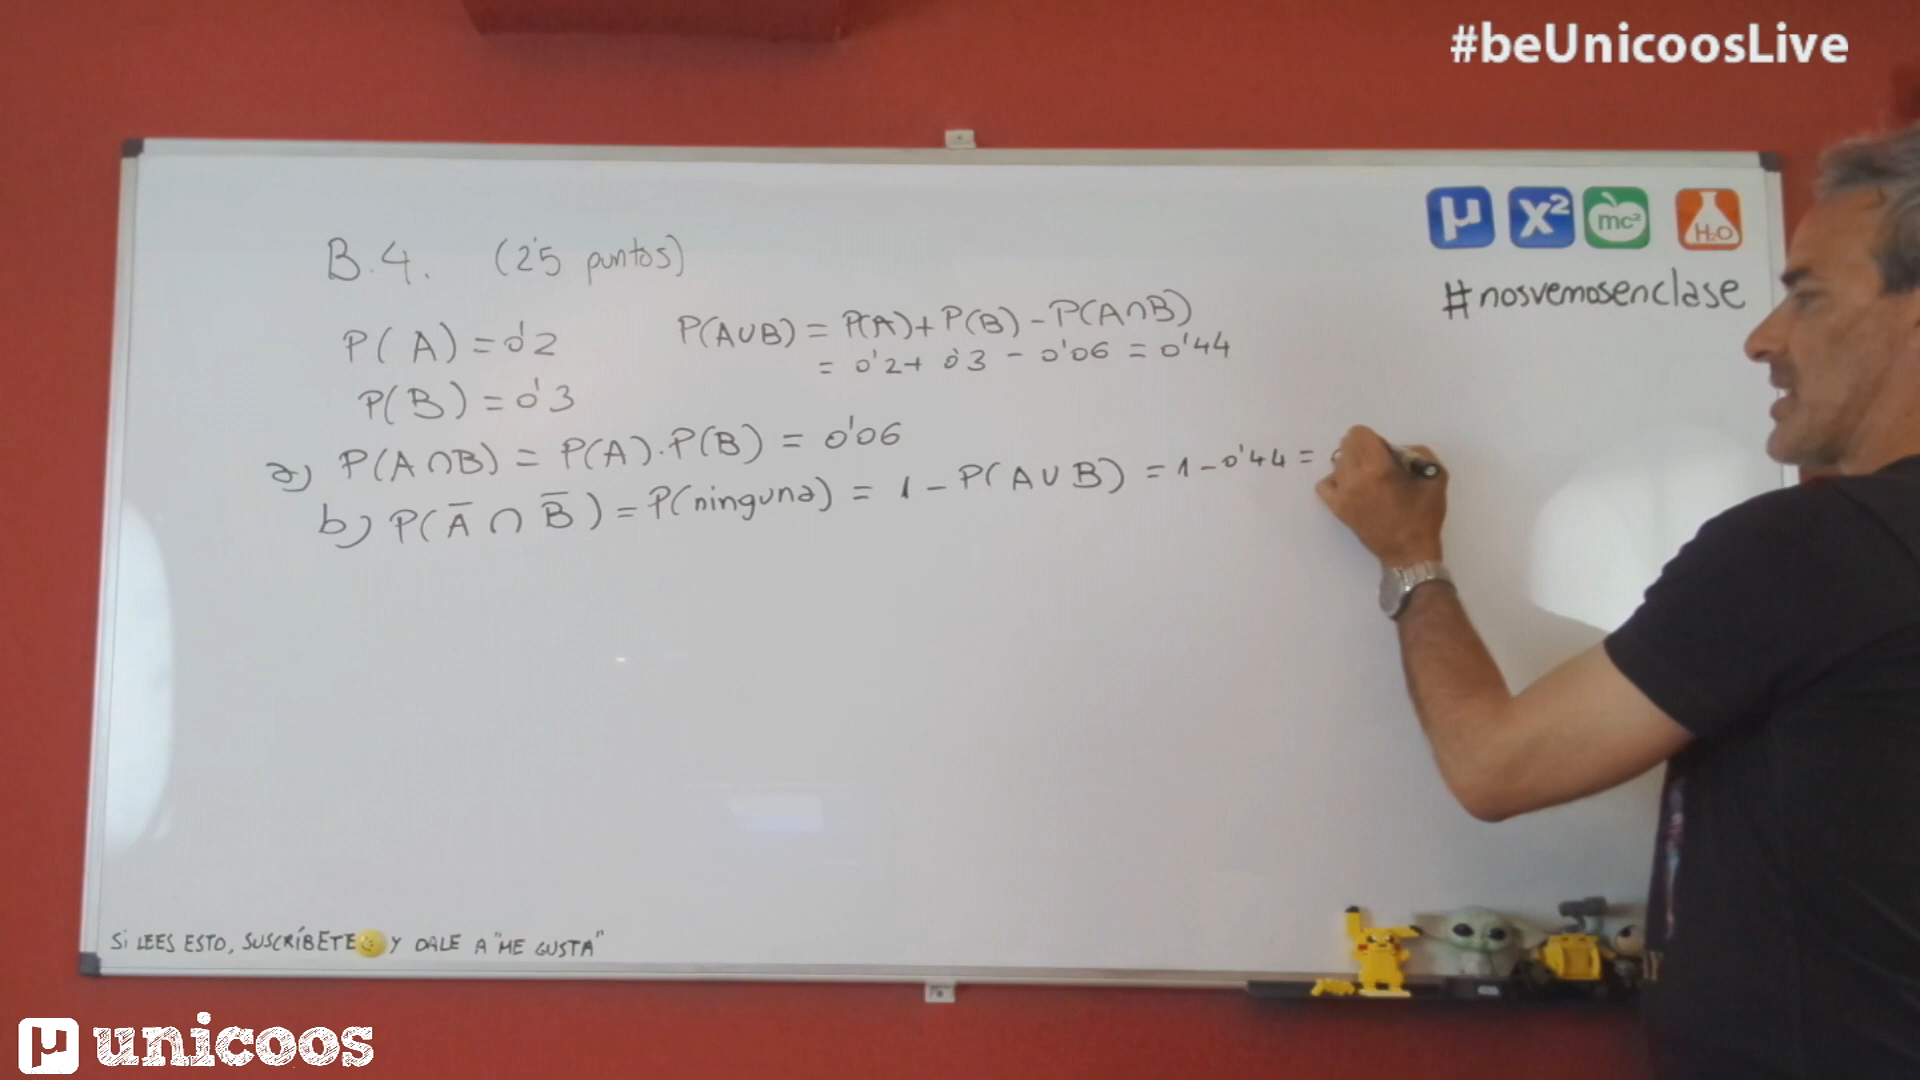 #beUnicoosLive
μ x² mc² H₂O
#nosvemosenclase
B.4. (2'5 puntos)
P(A) = 0'2
P(B) = 0'3
P(A∪B) = P(A) + P(B) - P(A∩B)
= 0'2 + 0'3 - 0'06 = 0'44
a) P(A∩B) = P(A)·P(B) = 0'06
b) P(A̅ ∩ B̅) = P(ninguna) = 1 - P(A∪B) = 1 - 0'44 =
Si LEES ESTO, SUSCRÍBETE Y DALE A "ME GUSTA"
μ unicoos